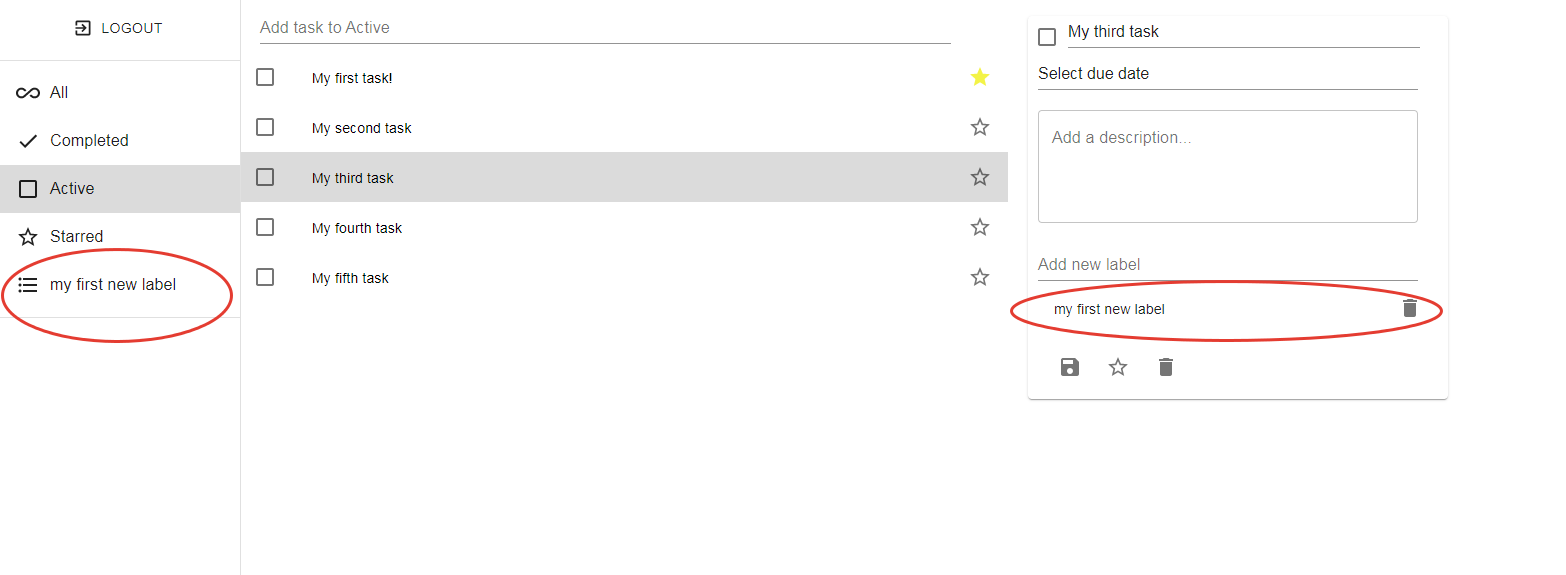 LOGOUT
All
Completed
Active
Starred
my first new label
Add task to Active
My first task!
My second task
My third task
My fourth task
My fifth task
My third task
Select due date
Add a description...
Add new label
my first new label